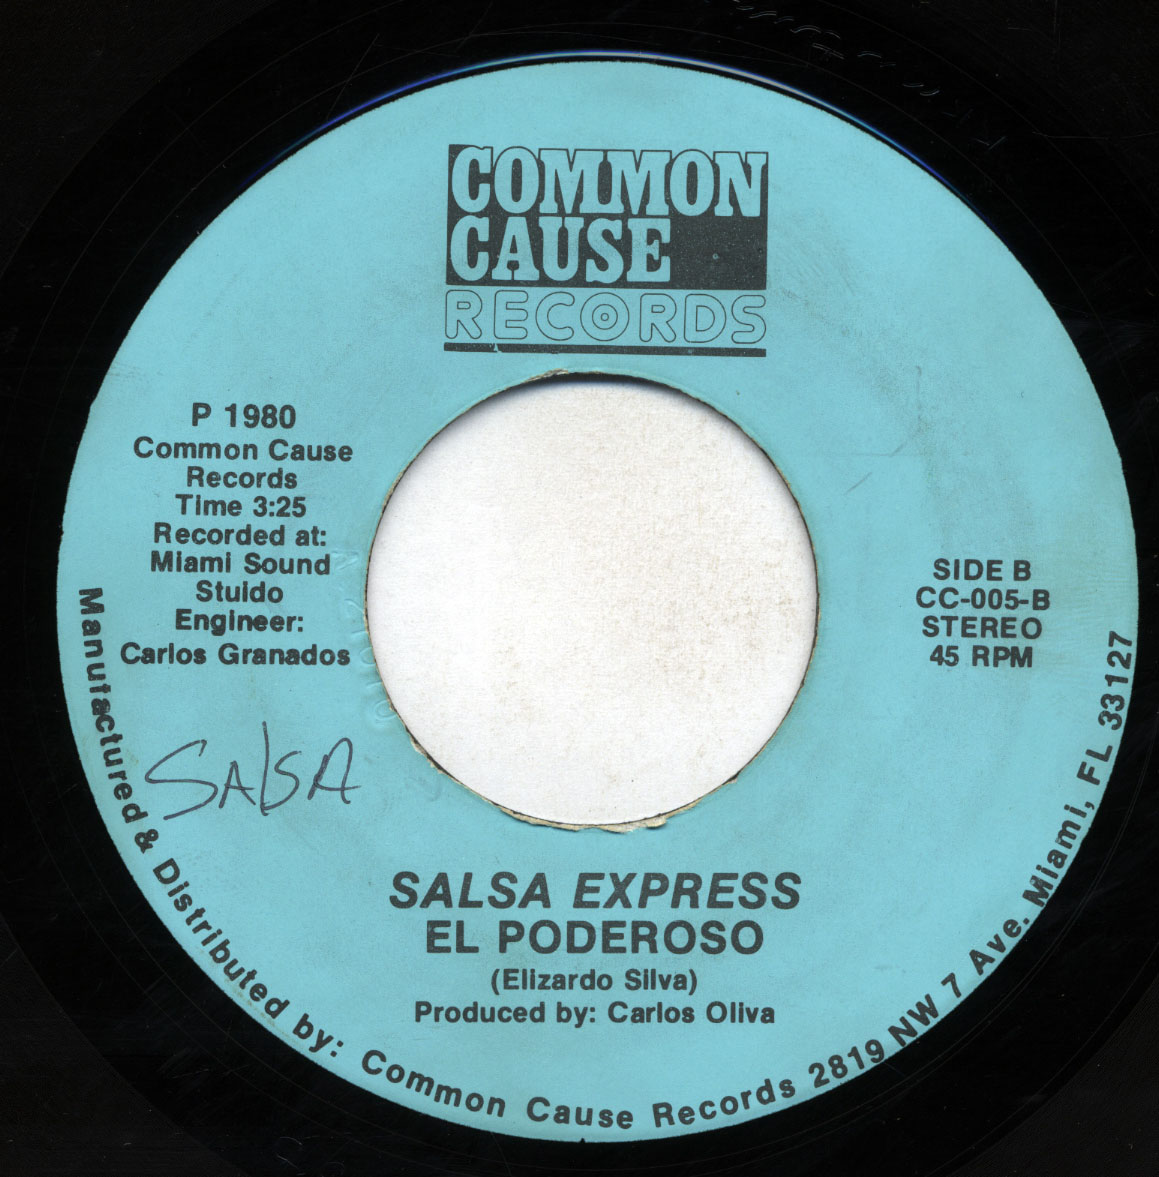 COMMON
CAUSE
RECORDS
P 1980
Common Cause
Records
Time 3:25
Recorded at:
Miami Sound
Stuido
Engineer:
Carlos Granados
SIDE B
CC-005-B
STEREO
45 RPM
SALSA
SALSA EXPRESS
EL PODEROSO
(Elizardo Silva)
Produced by: Carlos Oliva
Manufactured & Distributed by: Common Cause Records 2819 NW 7 Ave. Miami, FL 33127